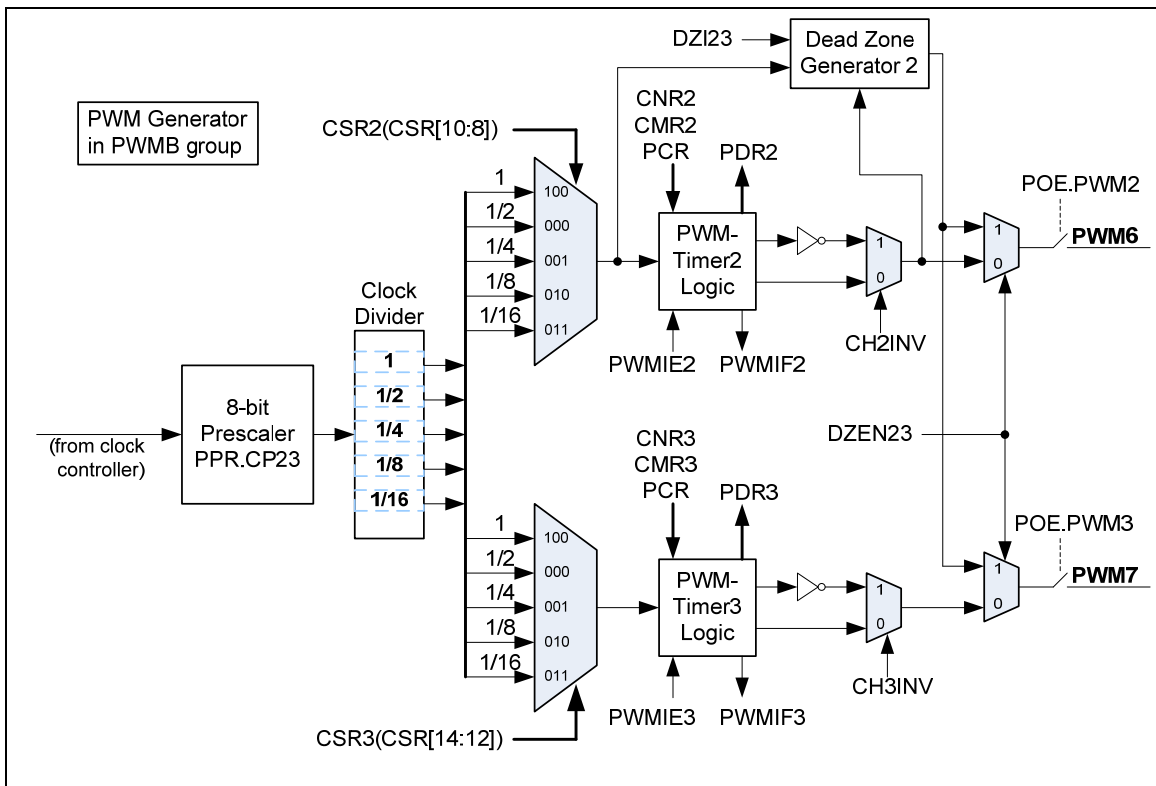 DZI23
Dead Zone
Generator 2
PWM Generator
in PWMB group
CSR2(CSR[10:8])
CNR2
CMR2
PCR
PDR2
1
1/2
1/4
1/8
1/16
100
000
001
010
011
PWM-
Timer2
Logic
1
0
1
0
POE.PWM2
PWM6
PWMIE2
PWMIF2
CH2INV
Clock
Divider
1
1/2
1/4
1/8
1/16
8-bit
Prescaler
PPR.CP23
(from clock
controller)
DZEN23
CNR3
CMR3
PCR
PDR3
1
1/2
1/4
1/8
1/16
100
000
001
010
011
PWM-
Timer3
Logic
1
0
1
0
POE.PWM3
PWM7
PWMIE3
PWMIF3
CH3INV
CSR3(CSR[14:12])